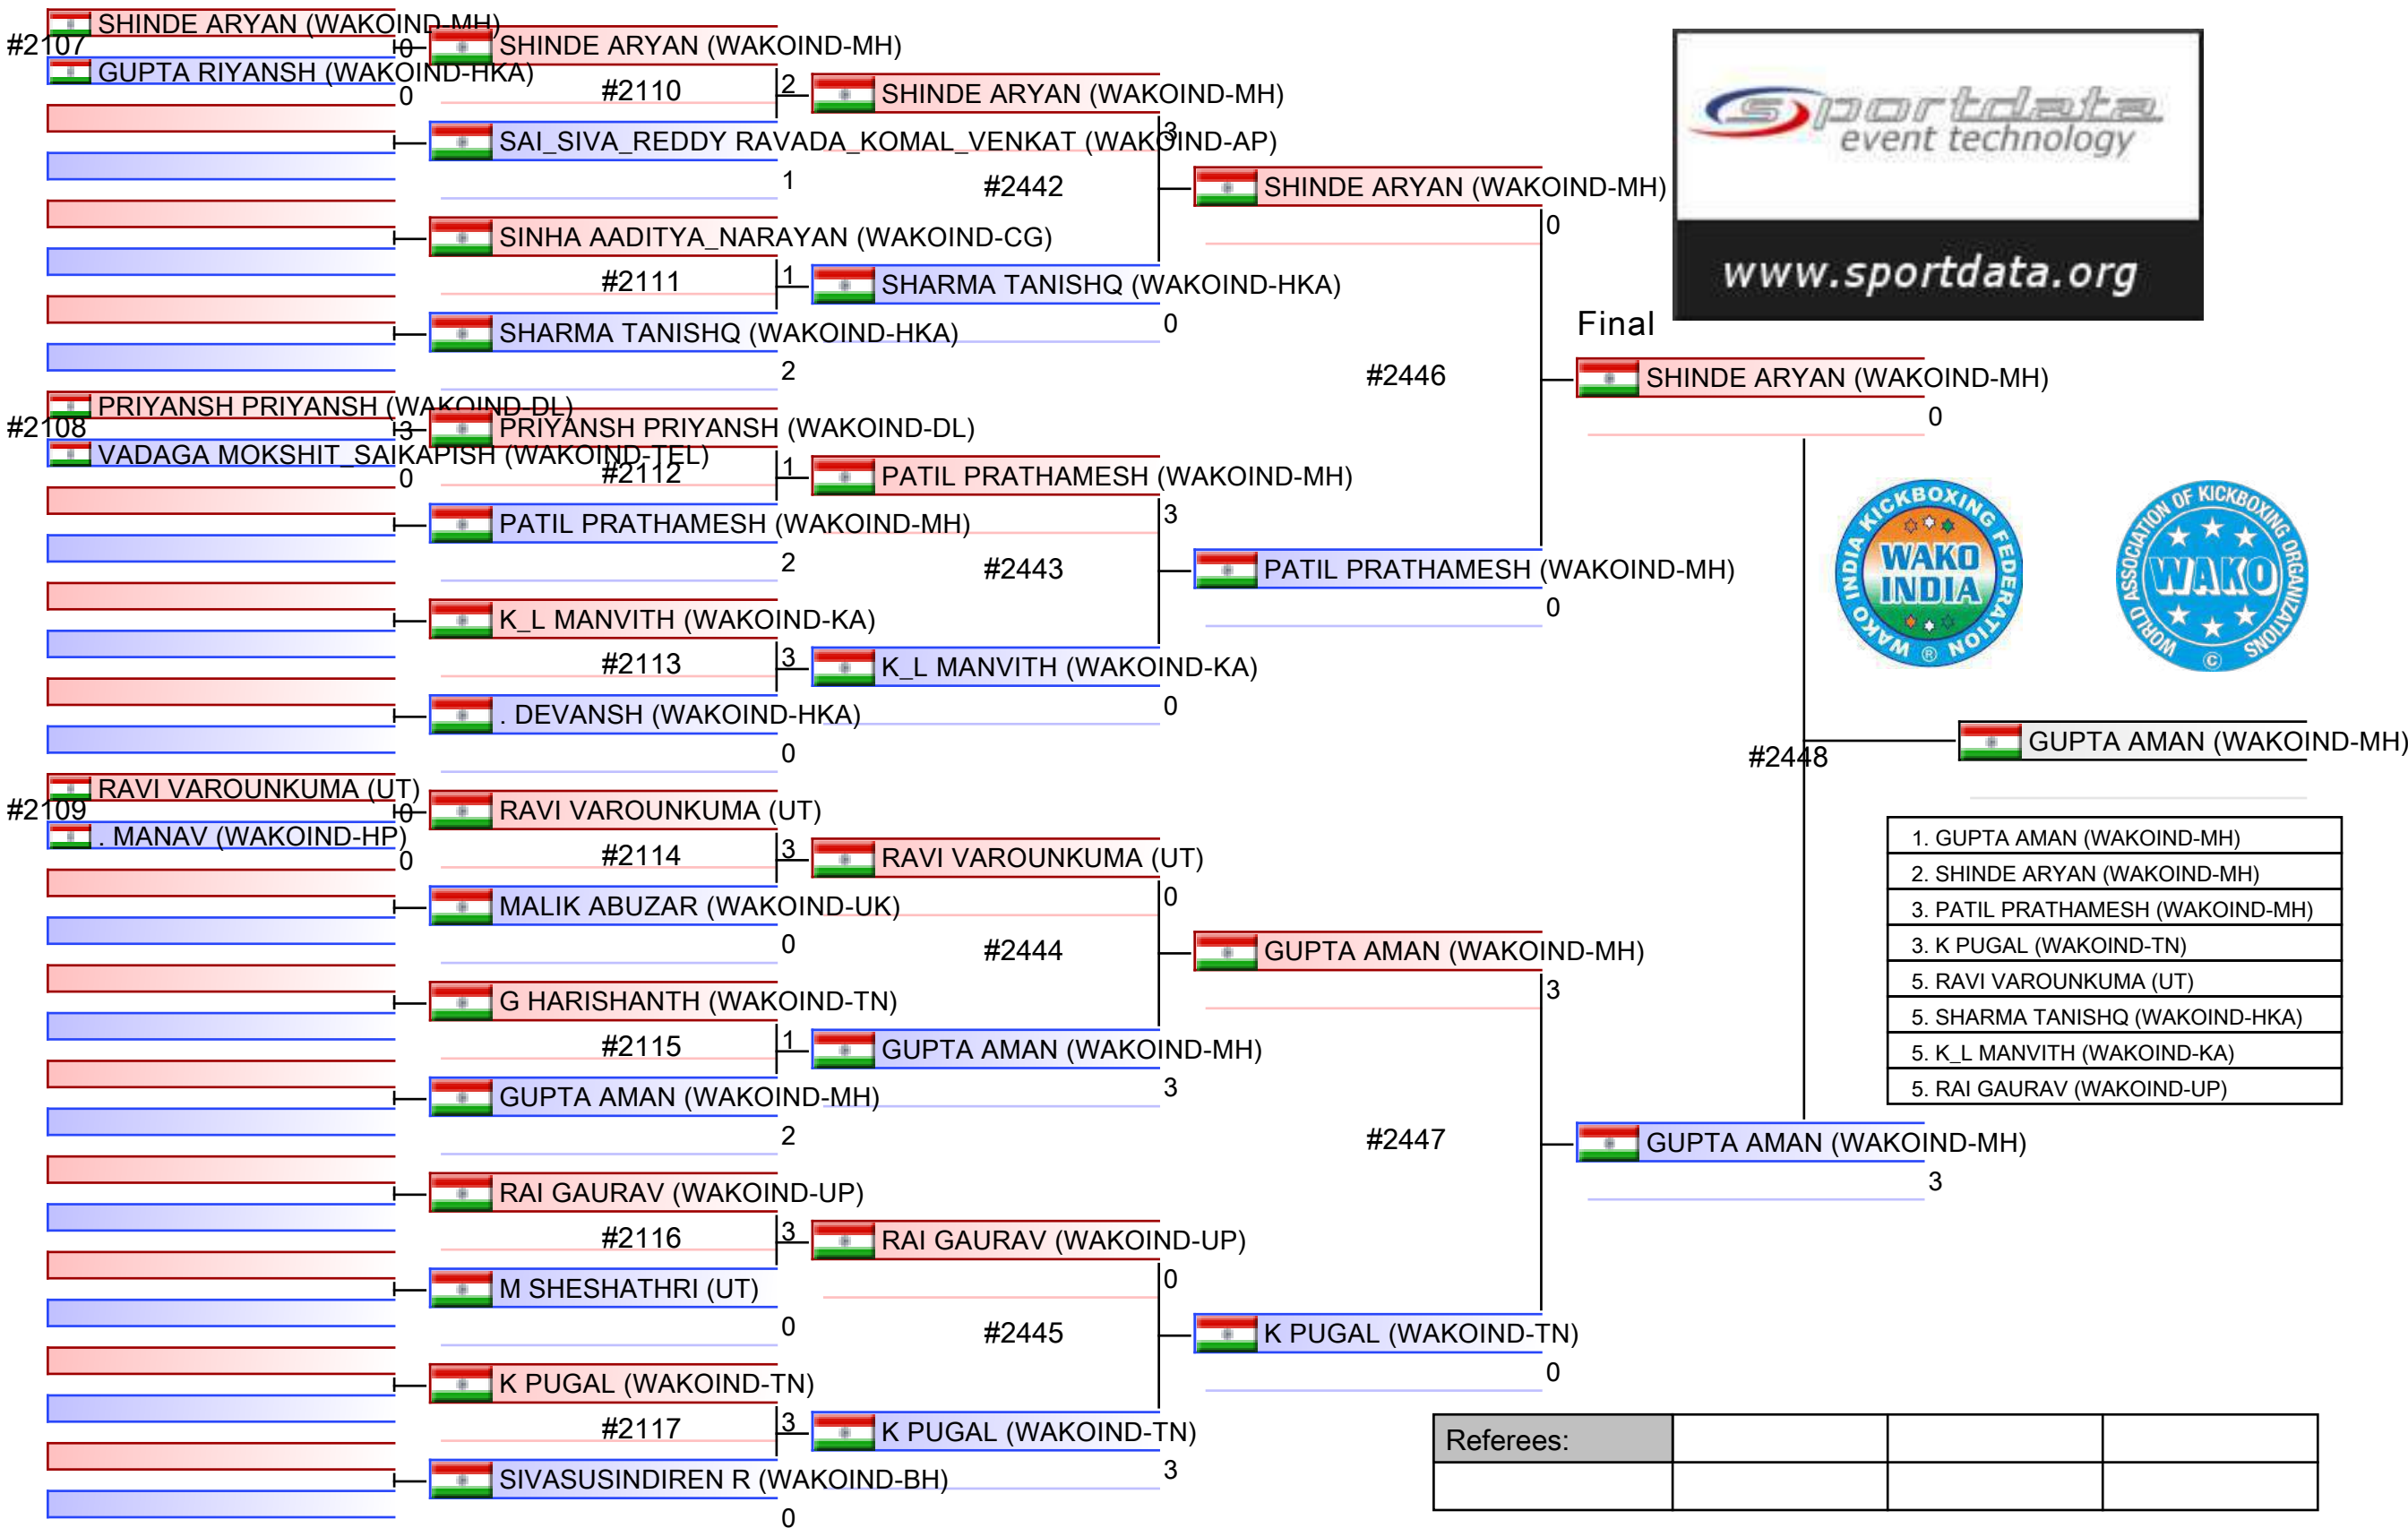 SHINDE ARYAN (WAKOIND-MH)
#2107
0
GUPTA RIYANSH (WAKOIND-HKA)
0
PRIYANSH PRIYANSH (WAKOIND-DL)
#2108
3
VADAGA MOKSHIT_SAIKAPISH (WAKOIND-TEL)
0
RAVI VAROUNKUMA (UT)
#2109
0
. MANAV (WAKOIND-HP)
0
SHINDE ARYAN (WAKOIND-MH)
#2110
2
SAI_SIVA_REDDY RAVADA_KOMAL_VENKAT (WAKOIND-AP)
1
SINHA AADITYA_NARAYAN (WAKOIND-CG)
#2111
1
SHARMA TANISHQ (WAKOIND-HKA)
2
PRIYANSH PRIYANSH (WAKOIND-DL)
#2112
1
PATIL PRATHAMESH (WAKOIND-MH)
2
K_L MANVITH (WAKOIND-KA)
#2113
3
. DEVANSH (WAKOIND-HKA)
0
RAVI VAROUNKUMA (UT)
#2114
3
MALIK ABUZAR (WAKOIND-UK)
0
G HARISHANTH (WAKOIND-TN)
#2115
1
GUPTA AMAN (WAKOIND-MH)
2
RAI GAURAV (WAKOIND-UP)
#2116
3
M SHESHATHRI (UT)
0
K PUGAL (WAKOIND-TN)
#2117
3
SIVASUSINDIREN R (WAKOIND-BH)
0
SHINDE ARYAN (WAKOIND-MH)
3
#2442
SHARMA TANISHQ (WAKOIND-HKA)
0
PATIL PRATHAMESH (WAKOIND-MH)
3
#2443
K_L MANVITH (WAKOIND-KA)
0
RAVI VAROUNKUMA (UT)
0
#2444
GUPTA AMAN (WAKOIND-MH)
3
RAI GAURAV (WAKOIND-UP)
0
#2445
K PUGAL (WAKOIND-TN)
3
SHINDE ARYAN (WAKOIND-MH)
0
#2446
PATIL PRATHAMESH (WAKOIND-MH)
0
GUPTA AMAN (WAKOIND-MH)
3
#2447
K PUGAL (WAKOIND-TN)
0
sportdata
event technology
www.sportdata.org
Final
SHINDE ARYAN (WAKOIND-MH)
0
WAKO INDIA KICKBOXING FEDERATION
WAKO
INDIA
®
WORLD ASSOCIATION OF KICKBOXING ORGANIZATIONS
WAKO
©
#2448
GUPTA AMAN (WAKOIND-MH)
GUPTA AMAN (WAKOIND-MH)
3
1. GUPTA AMAN (WAKOIND-MH)
2. SHINDE ARYAN (WAKOIND-MH)
3. PATIL PRATHAMESH (WAKOIND-MH)
3. K PUGAL (WAKOIND-TN)
5. RAVI VAROUNKUMA (UT)
5. SHARMA TANISHQ (WAKOIND-HKA)
5. K_L MANVITH (WAKOIND-KA)
5. RAI GAURAV (WAKOIND-UP)
Referees: